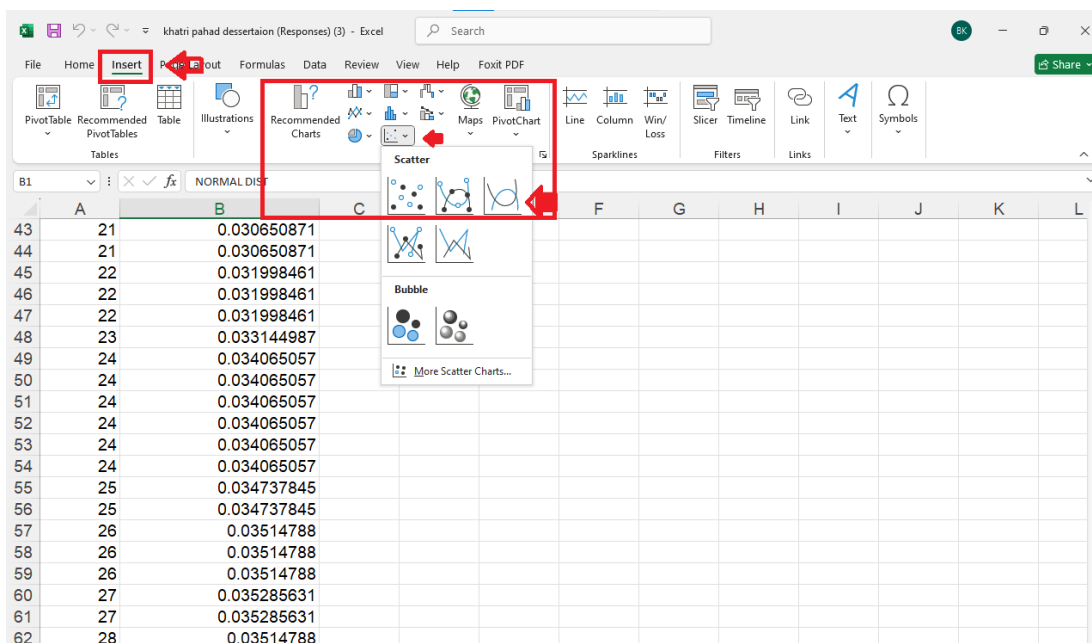 khatri pahad dessertaion (Responses) (3) - Excel
Search
BK
File Home Insert Page Layout Formulas Data Review View Help Foxit PDF
Share
PivotTable Recommended PivotTables Table Illustrations Recommended Charts Maps PivotChart Line Column Win/Loss Slicer Timeline Link Text Symbols
Tables Sparklines Filters Links
Scatter
B1 fx NORMAL DIST
A B C F G H I J K L
43 21 0.030650871
44 21 0.030650871
45 22 0.031998461
46 22 0.031998461
Bubble
47 22 0.031998461
48 23 0.033144987
49 24 0.034065057
More Scatter Charts...
50 24 0.034065057
51 24 0.034065057
52 24 0.034065057
53 24 0.034065057
54 24 0.034065057
55 25 0.034737845
56 25 0.034737845
57 26 0.03514788
58 26 0.03514788
59 26 0.03514788
60 27 0.035285631
61 27 0.035285631
62 28 0.03514788